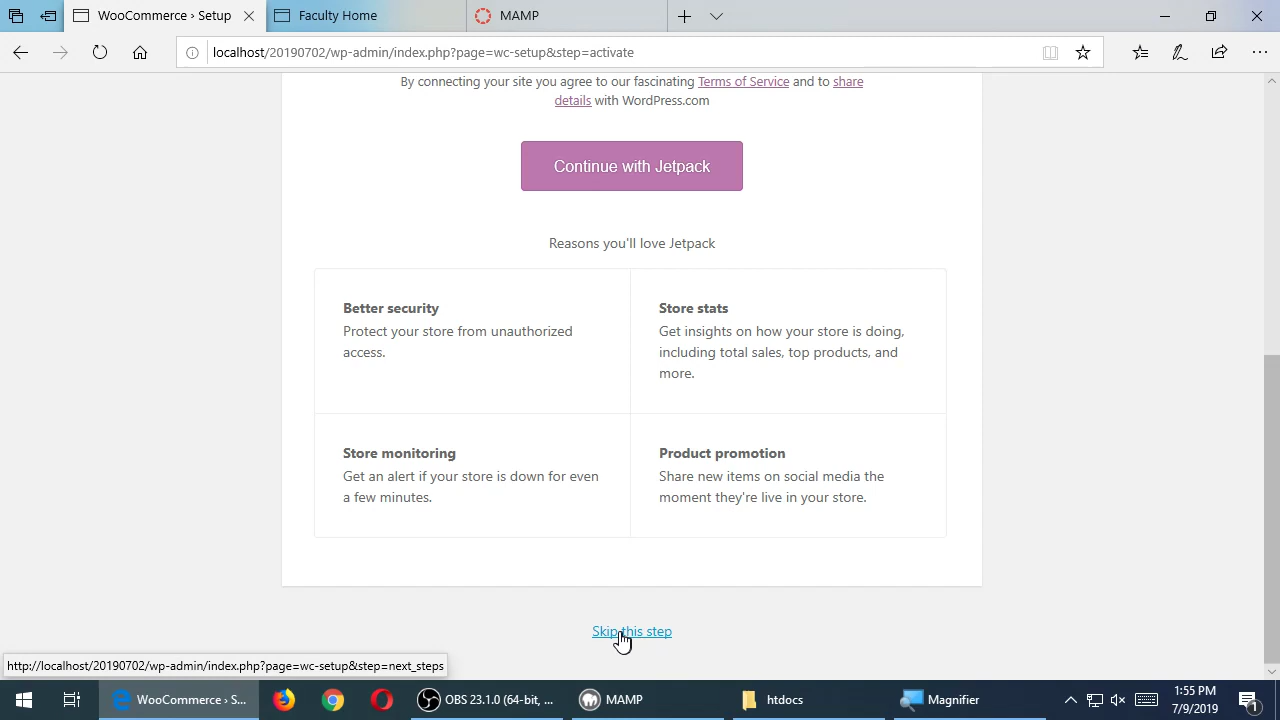 WooCommerce › Setup
Faculty Home
MAMP
localhost/20190702/wp-admin/index.php?page=wc-setup&step=activate
By connecting your site you agree to our fascinating Terms of Service and to share
details with WordPress.com
Continue with Jetpack
Reasons you'll love Jetpack
Better security
Protect your store from unauthorized
access.
Store stats
Get insights on how your store is doing,
including total sales, top products, and
more.
Store monitoring
Get an alert if your store is down for even
a few minutes.
Product promotion
Share new items on social media the
moment they're live in your store.
Skip this step
http://localhost/20190702/wp-admin/index.php?page=wc-setup&step=next_steps
WooCommerce › S...
OBS 23.1.0 (64-bit, ...
MAMP
htdocs
Magnifier
1:55 PM
7/9/2019
1